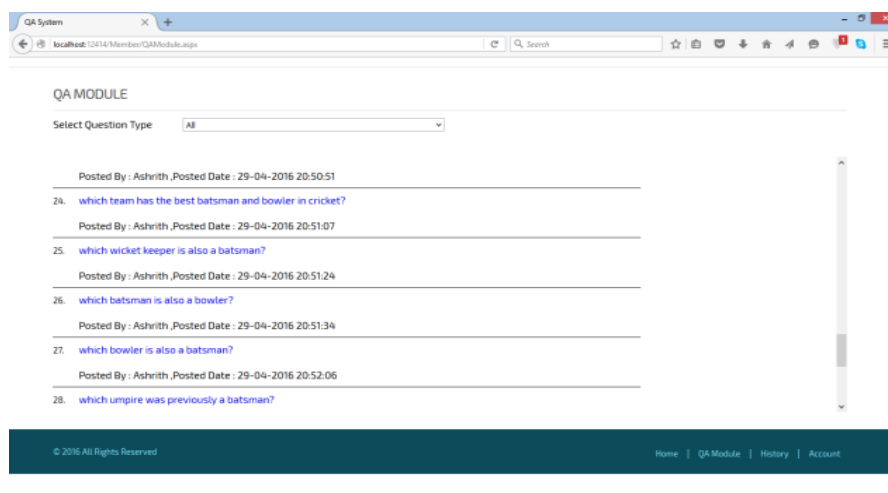 QA System
localhost:12414/Member/QAModule.aspx
Search
1
QA MODULE
Select Question Type
All
Posted By : Ashrith ,Posted Date : 29-04-2016 20:50:51
24. which team has the best batsman and bowler in cricket?
Posted By : Ashrith ,Posted Date : 29-04-2016 20:51:07
25. which wicket keeper is also a batsman?
Posted By : Ashrith ,Posted Date : 29-04-2016 20:51:24
26. which batsman is also a bowler?
Posted By : Ashrith ,Posted Date : 29-04-2016 20:51:34
27. which bowler is also a batsman?
Posted By : Ashrith ,Posted Date : 29-04-2016 20:52:06
28. which umpire was previously a batsman?
© 2016 All Rights Reserved
Home | QA Module | History | Account